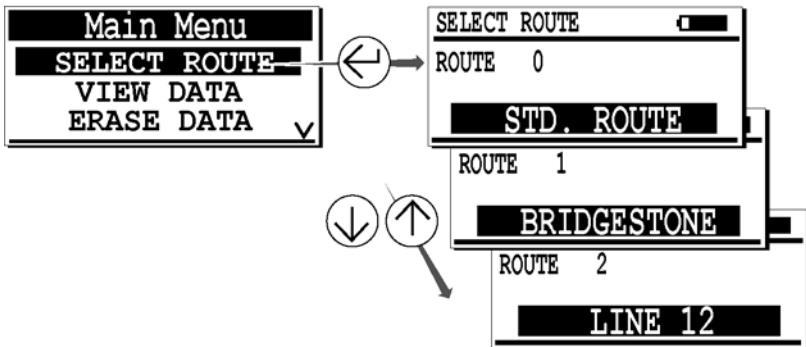 Main Menu
SELECT ROUTE
VIEW DATA
ERASE DATA
SELECT ROUTE
ROUTE 0
STD. ROUTE
ROUTE 1
BRIDGESTONE
ROUTE 2
LINE 12